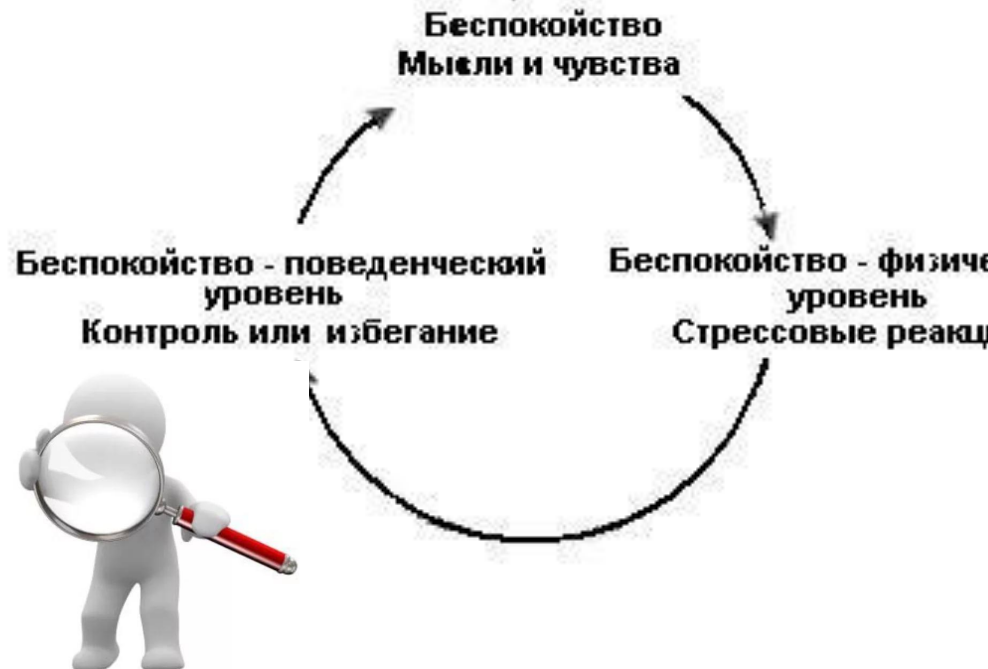 Беспокойство
Мысли и чувства
Беспокойство - поведенческий
уровень
Контроль или избегание
Беспокойство - физиче
уровень
Стрессовые реакц